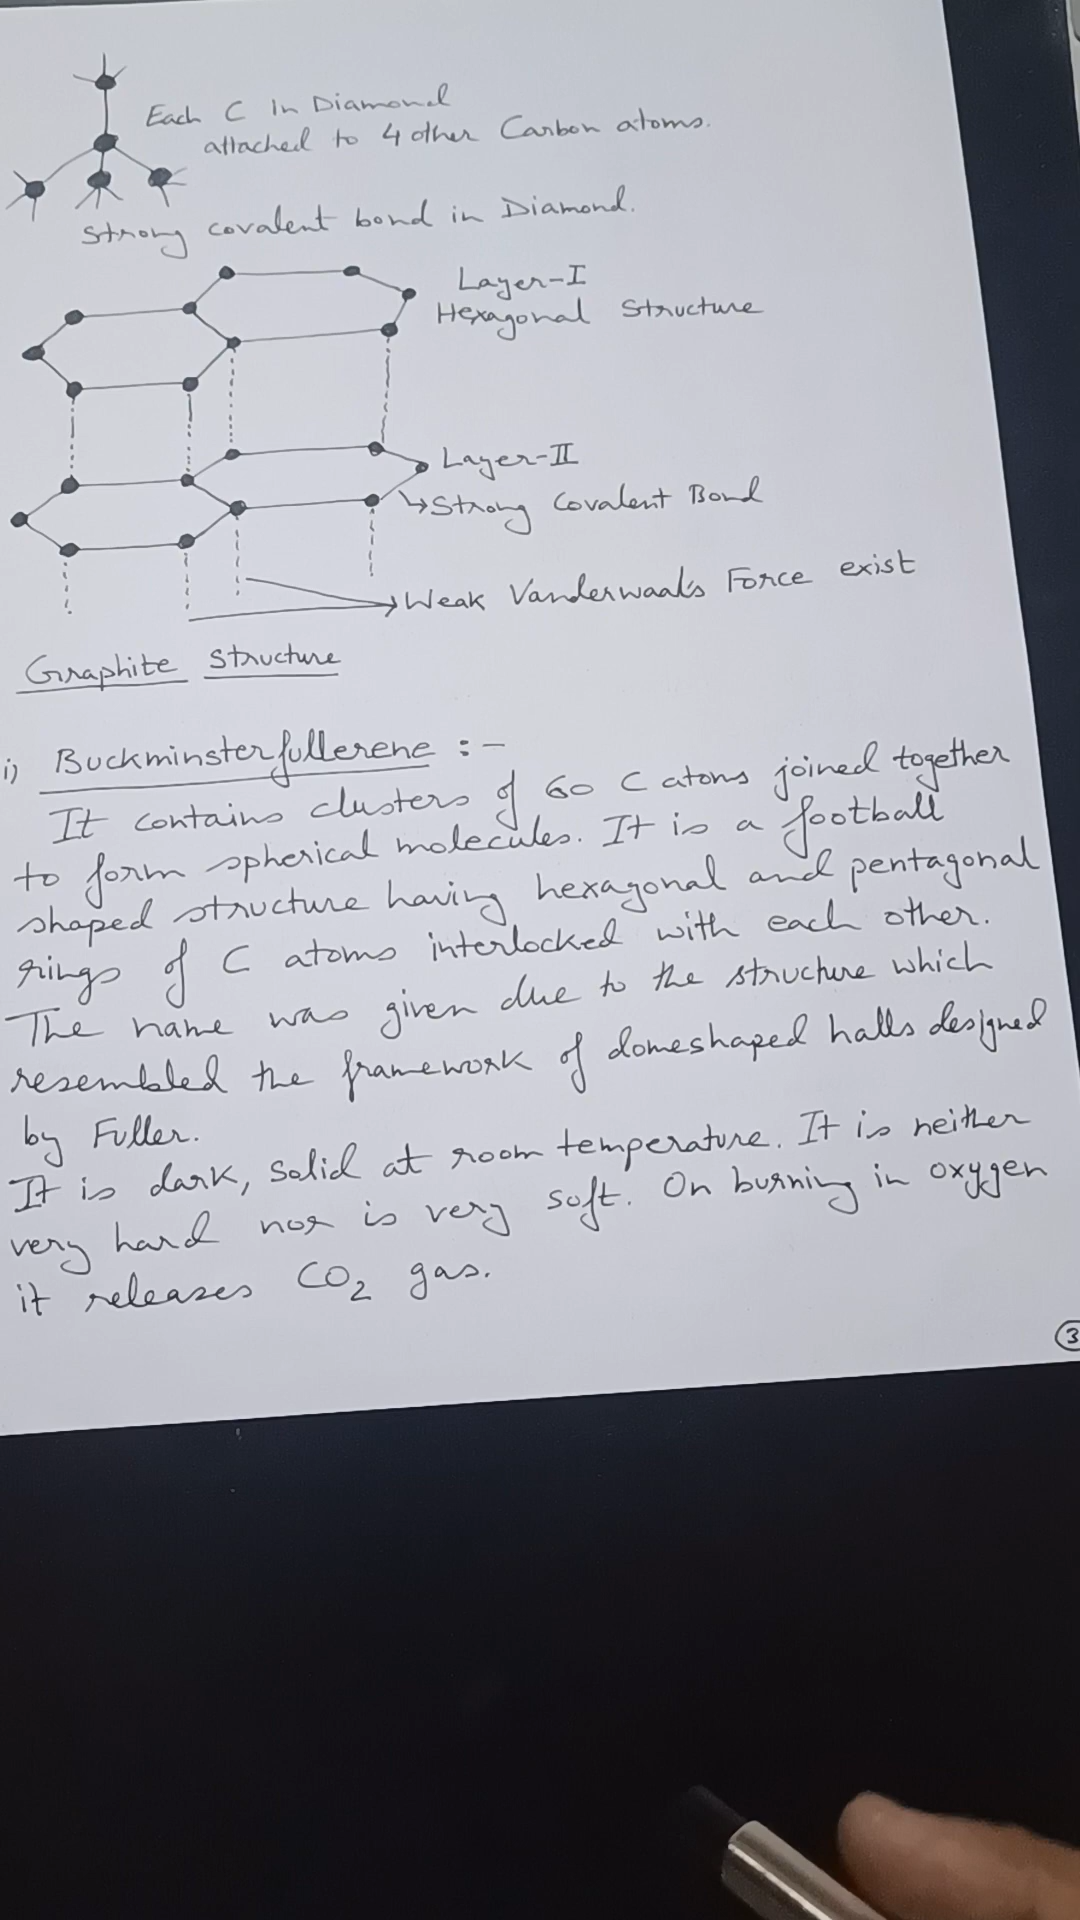 Each C In Diamond
attached to 4 other Carbon atoms.
Strong covalent bond in Diamond.
Layer-I
Hexagonal Structure
Layer-II
↳Strong Covalent Bond
→Weak Vanderwaal's Force exist
Graphite Structure
i) Buckminsterfullerene :-
It contains clusters of 60 C atoms joined together
to form spherical molecules. It is a football
shaped structure having hexagonal and pentagonal
rings of C atoms interlocked with each other.
The name was given due to the structure which
resembled the framework of domeshaped halls designed
by Fuller.
It is dark, solid at room temperature. It is neither
very hard nor is very soft. On burning in oxygen
it releases CO₂ gas.
3